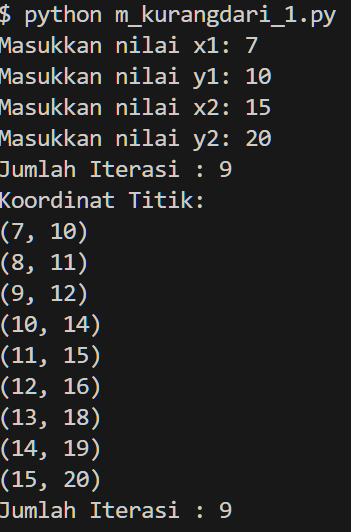 $ python m_kurangdari_1.py
Masukkan nilai x1: 7
Masukkan nilai y1: 10
Masukkan nilai x2: 15
Masukkan nilai y2: 20
Jumlah Iterasi : 9
Koordinat Titik:
(7, 10)
(8, 11)
(9, 12)
(10, 14)
(11, 15)
(12, 16)
(13, 18)
(14, 19)
(15, 20)
Jumlah Iterasi : 9